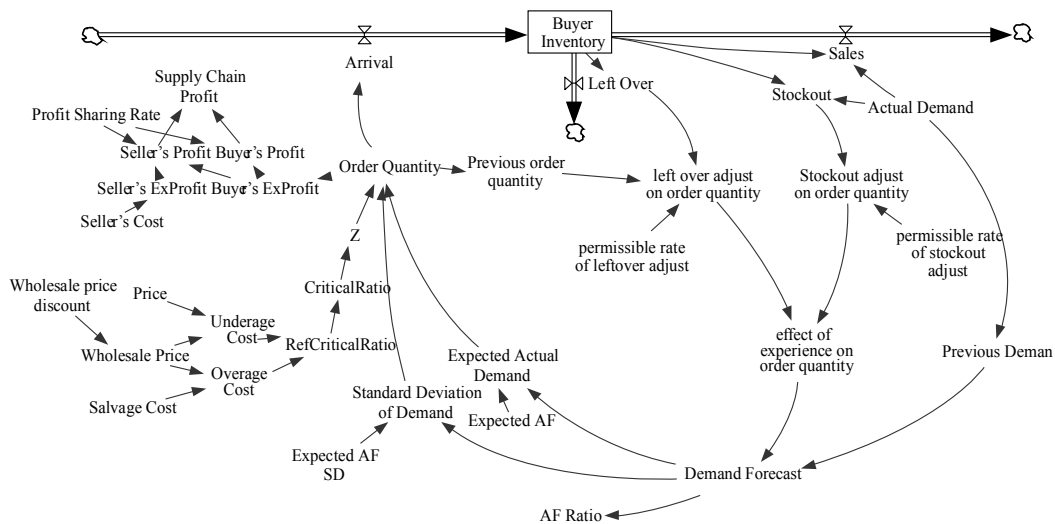 Buyer
Inventory
Arrival
Sales
Left Over
Supply Chain
Profit
Stockout
Actual Demand
Profit Sharing Rate
Seller's Profit
Buyer's Profit
Order Quantity
Previous order
quantity
left over adjust
on order quantity
Stockout adjust
on order quantity
Seller's ExProfit
Buyer's ExProfit
Seller's Cost
permissible rate
of leftover adjust
permissible rate
of stockout
adjust
Z
Wholesale price
discount
Price
CriticalRatio
Underage
Cost
RefCriticalRatio
Wholesale Price
Overage
Cost
Salvage Cost
Expected Actual
Demand
effect of
experience on
order quantity
Previous Deman
Standard Deviation
of Demand
Expected AF
Expected AF
SD
Demand Forecast
AF Ratio